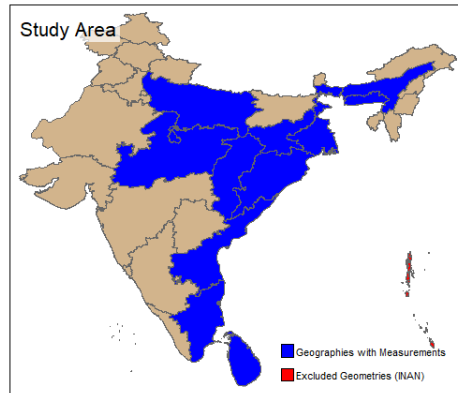 Study Area
Geographies with Measurements
Excluded Geometries (INAN)